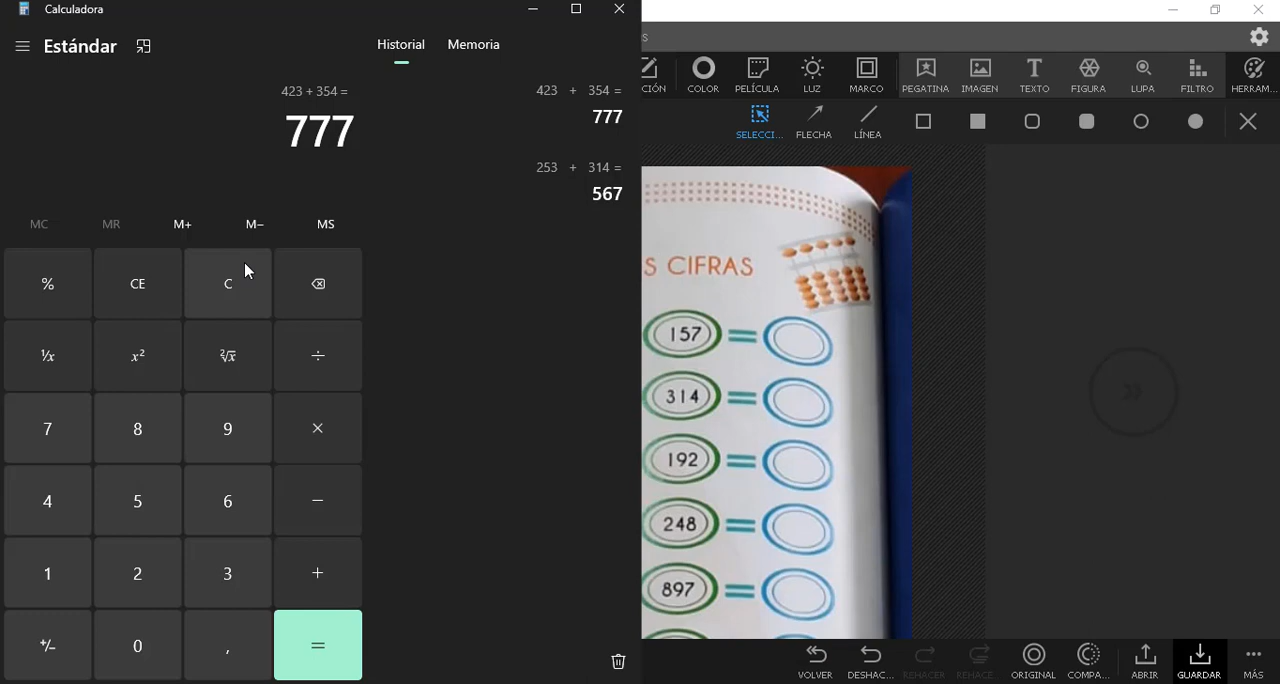 Calculadora
Estándar
Historial
Memoria
423 + 354 =
777
423 + 354 =
777
253 + 314 =
567
MC MR M+ M- MS
% CE C
⅟x x² ²√x ÷
7 8 9 ×
4 5 6 −
1 2 3 +
+/- 0 , =
S
CIÓN COLOR PELÍCULA LUZ MARCO PEGATINA IMAGEN TEXTO FIGURA LUPA FILTRO HERRAM...
SELECCI... FLECHA LÍNEA
S CIFRAS
157 =
314 =
192 =
248 =
897 =
VOLVER DESHAC... REHACER REHACE... ORIGINAL COMPA... ABRIR GUARDAR MÁS